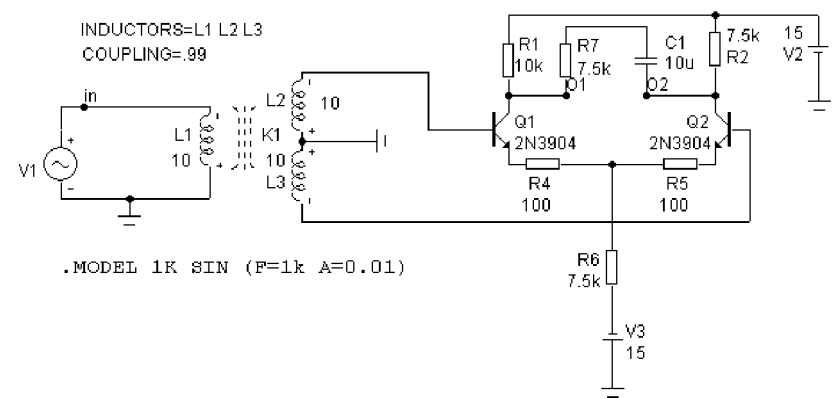 INDUCTORS=L1 L2 L3
COUPLING=.99
in
V1
+
-
L1
10
+
K1
L2
10
+
+
10
L3
R1
10k
R7
7.5k
O1
C1
10u
O2
7.5k
R2
15
V2
Q1
2N3904
Q2
2N3904
R4
100
R5
100
R6
7.5k
V3
15
.MODEL 1K SIN (F=1k A=0.01)